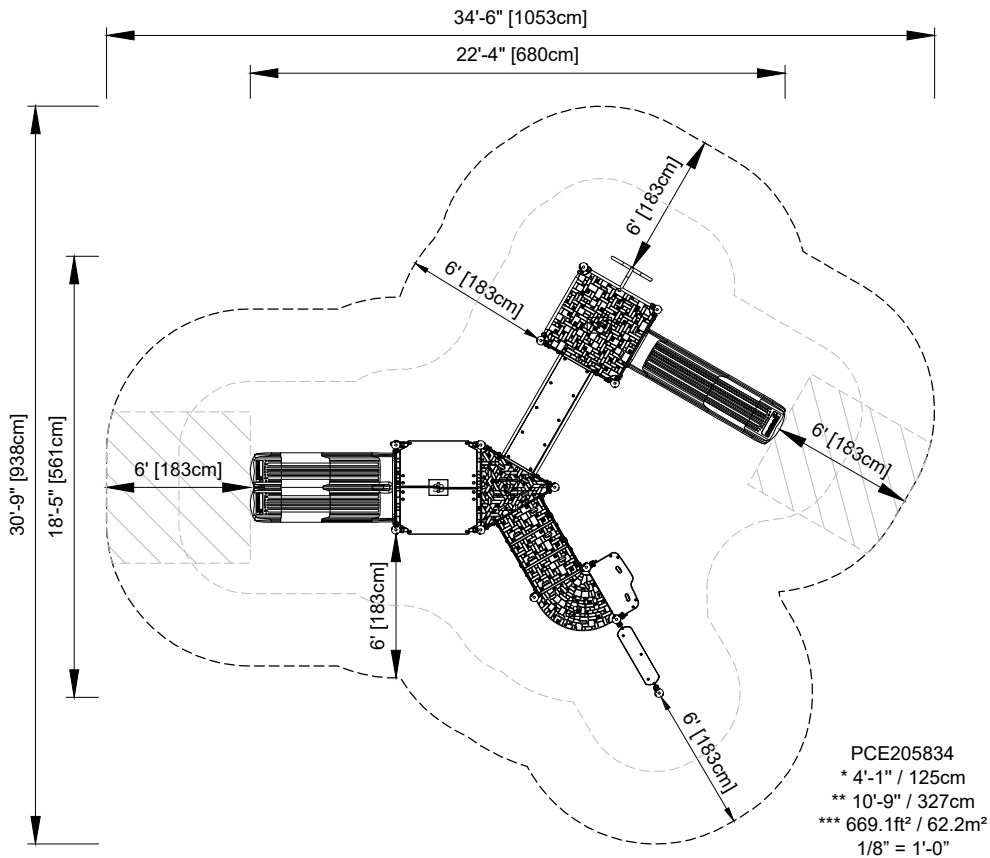 34'-6" [1053cm]
22'-4" [680cm]
6' [183cm]
6' [183cm]
30'-9" [938cm]
18'-5" [561cm]
6' [183cm]
6' [183cm]
6' [183cm]
6' [183cm]
PCE205834
* 4'-1" / 125cm
** 10'-9" / 327cm
*** 669.1ft² / 62.2m²
1/8” = 1'-0”